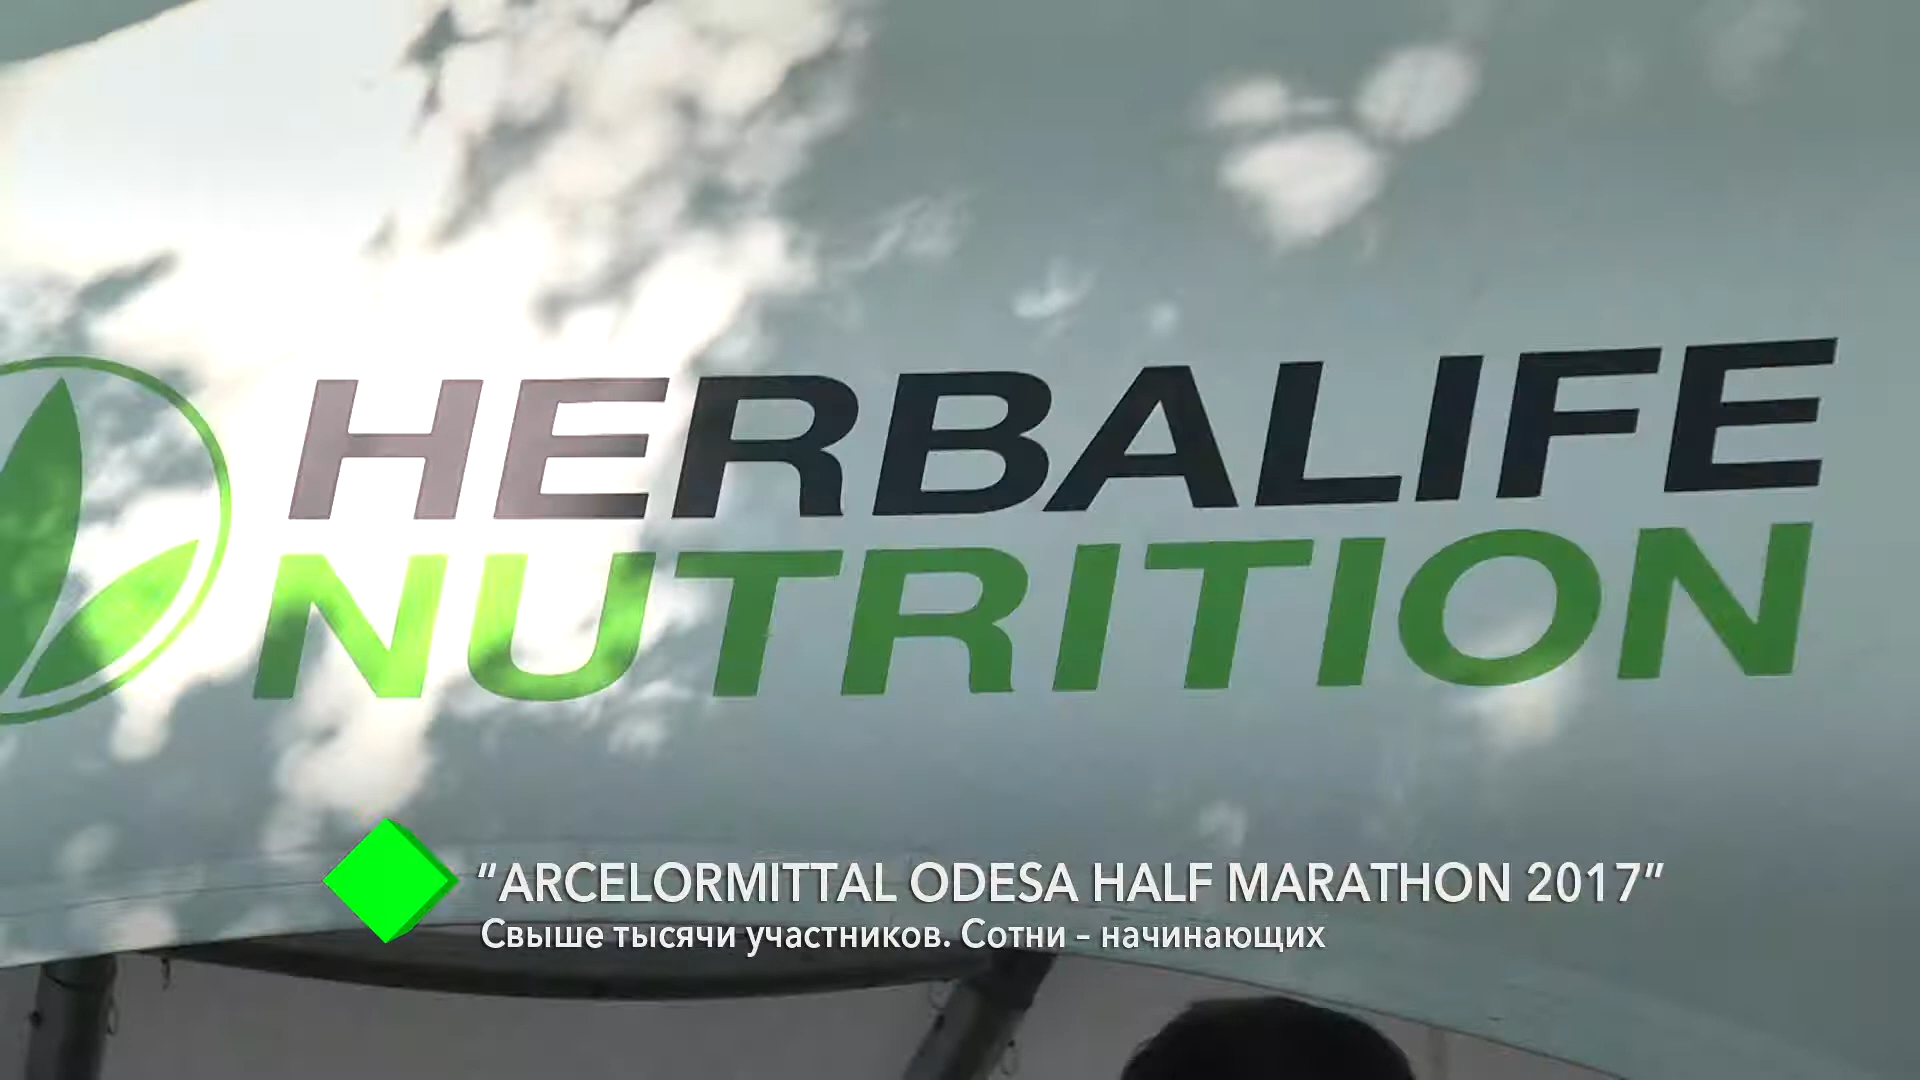 HERBALIFE
NUTRITION
“ARCELORMITTAL ODESA HALF MARATHON 2017”
Свыше тысячи участников. Сотни – начинающих